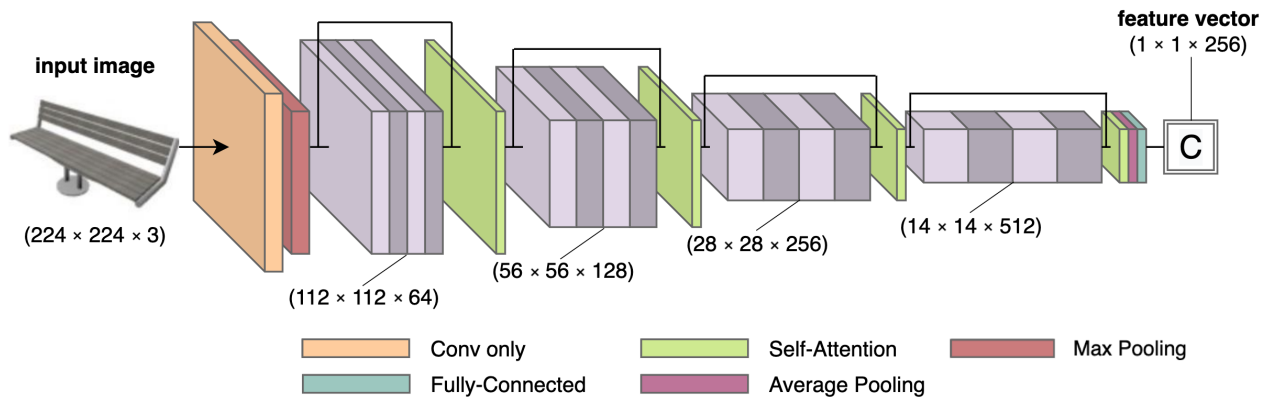 feature vector
(1 × 1 × 256)
input image
C
(224 × 224 × 3)
(14 × 14 × 512)
(28 × 28 × 256)
(56 × 56 × 128)
(112 × 112 × 64)
Conv only
Self-Attention
Max Pooling
Fully-Connected
Average Pooling